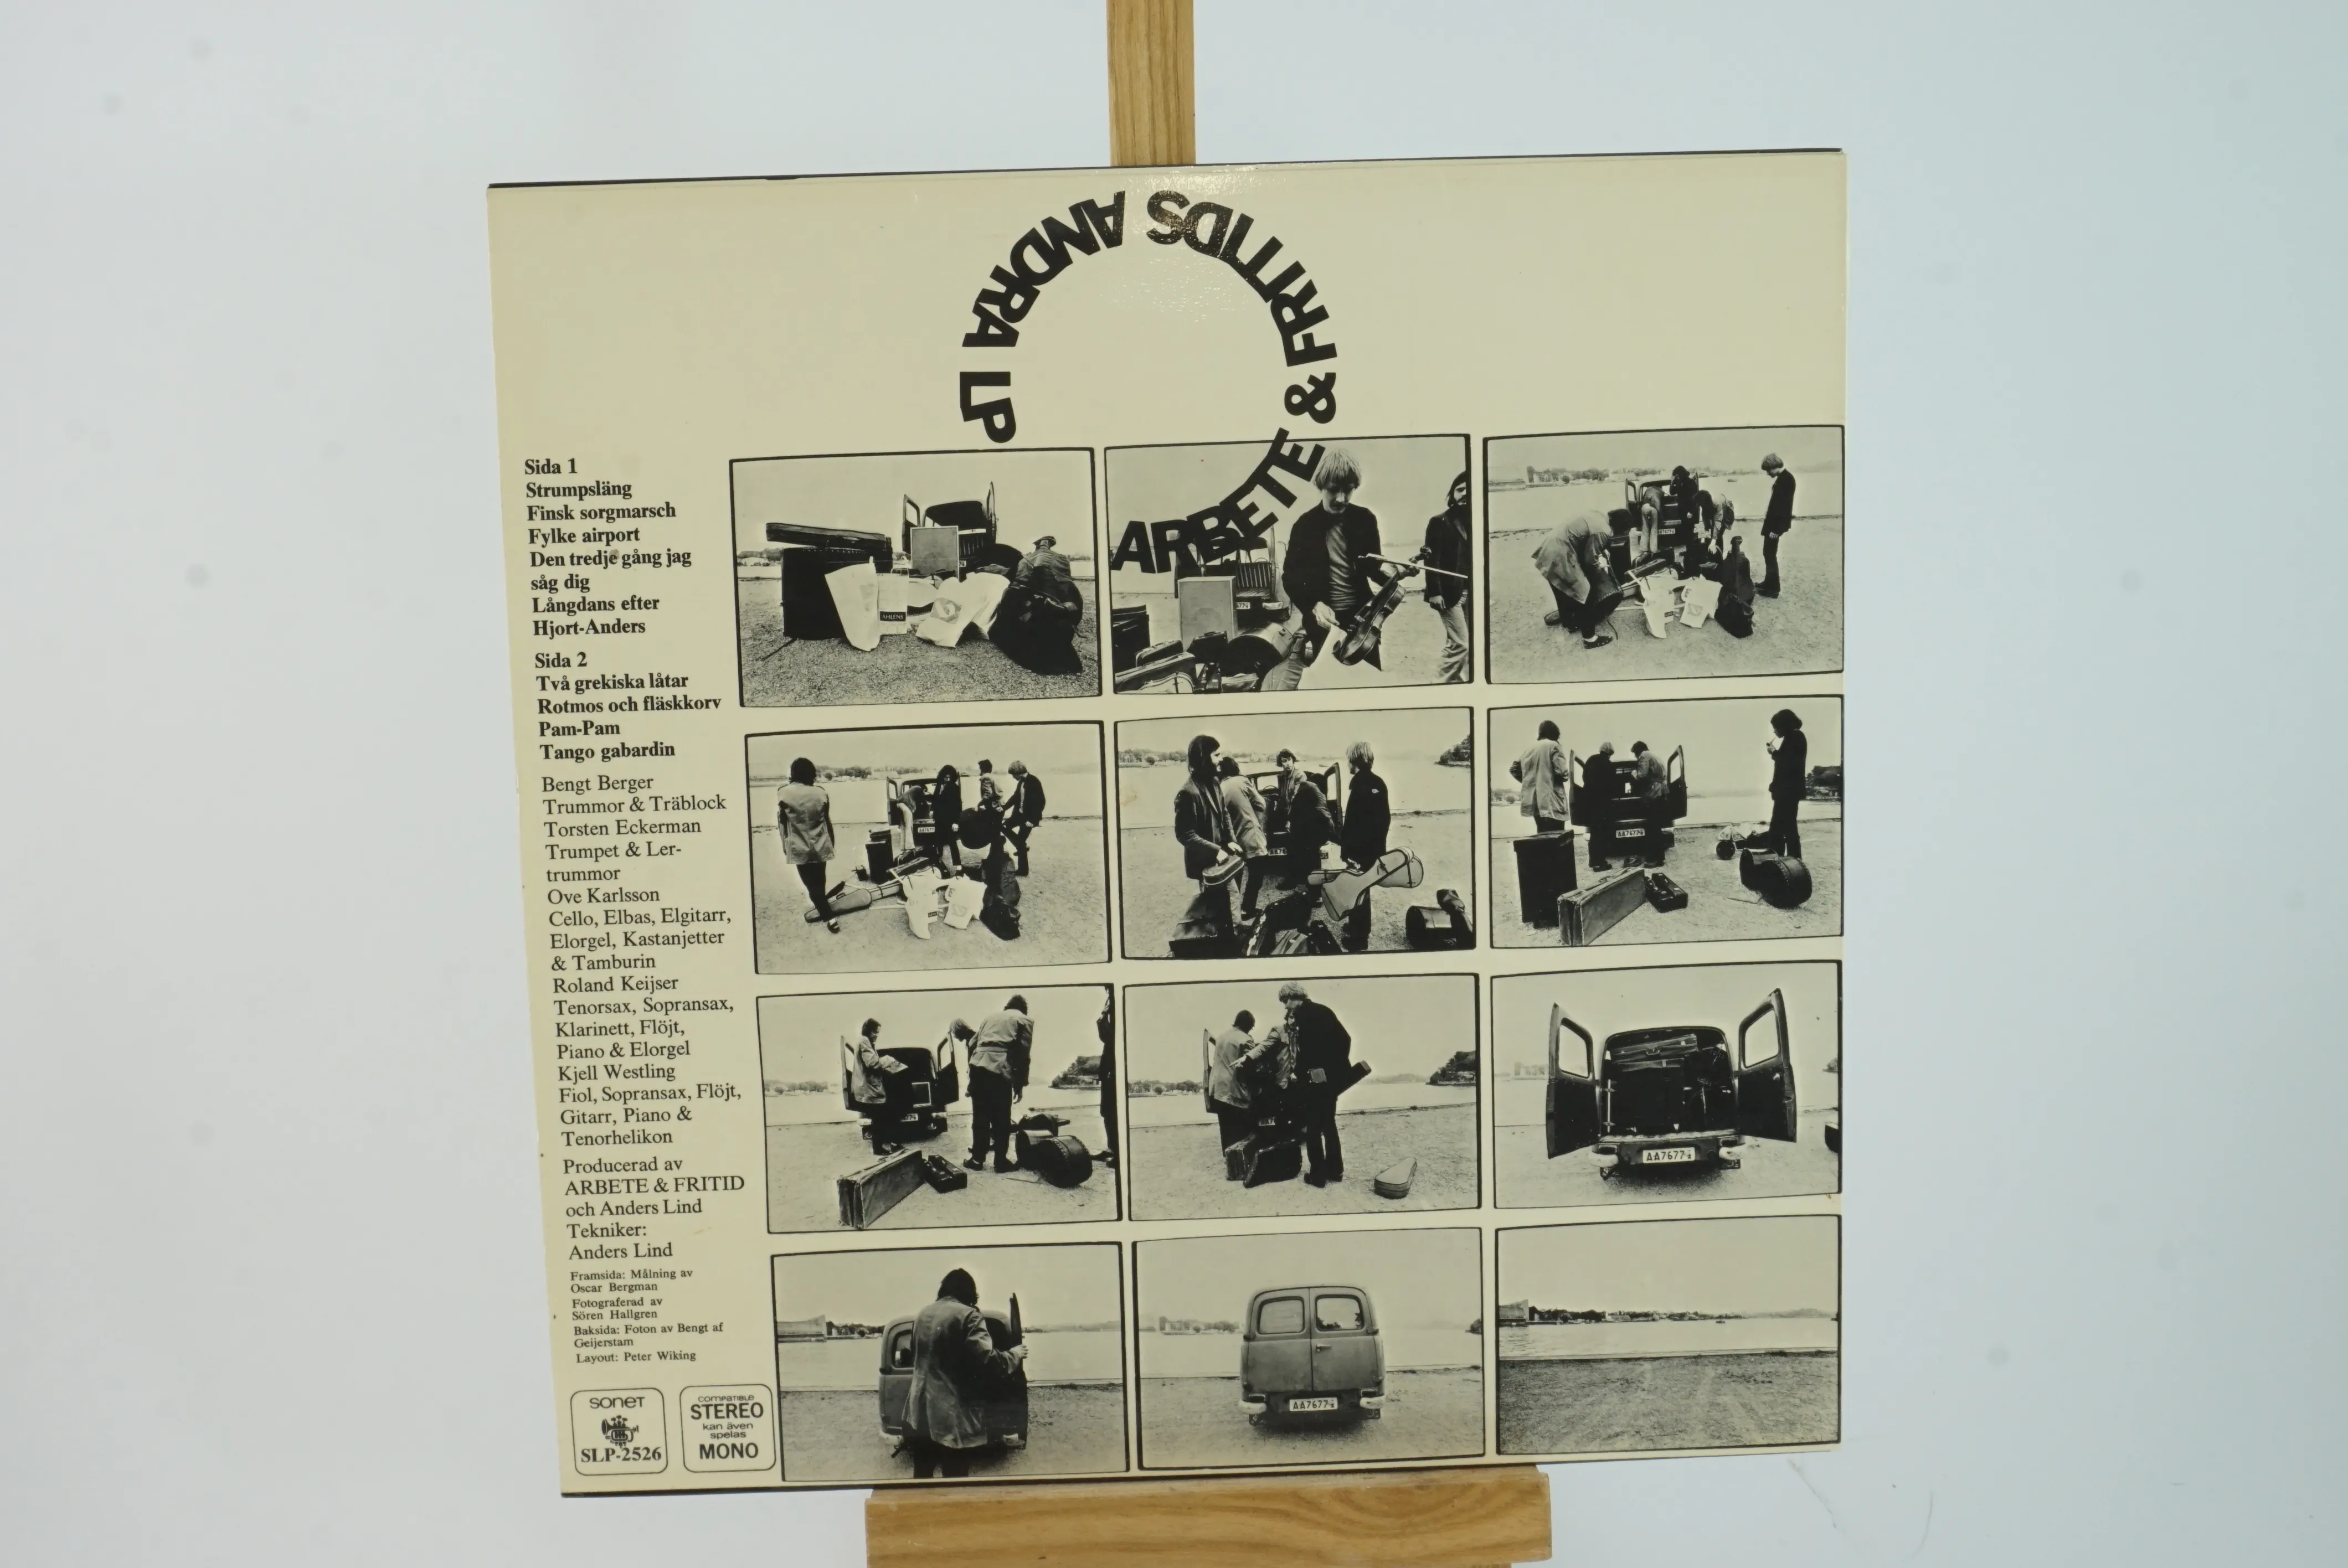 ARBETE & FRITIDS ANDRA LP
Sida 1
Strumpsläng
Finsk sorgmarsch
Fylke airport
Den tredje gång jag
såg dig
Långdans efter
Hjort-Anders
Sida 2
Två grekiska låtar
Rotmos och fläskkorv
Pam-Pam
Tango gabardin
Bengt Berger
Trummor & Träblock
Torsten Eckerman
Trumpet & Ler-
trummor
Ove Karlsson
Cello, Elbas, Elgitarr,
Elorgel, Kastanjetter
& Tamburin
Roland Keijser
Tenorsax, Sopransax,
Klarinett, Flöjt,
Piano & Elorgel
Kjell Westling
Fiol, Sopransax, Flöjt,
Gitarr, Piano &
Tenorhelikon
Producerad av
ARBETE & FRITID
och Anders Lind
Tekniker:
Anders Lind
Framsida: Målning av
Oscar Bergman
Fotograferad av
Sören Hallgren
Baksida: Foton av Bengt af
Geijerstam
Layout: Peter Wiking
sonet
SLP-2526
COMPATIBLE
STEREO
kan även
spelas
MONO
ÅHLÉNS
AA7677
AA7677